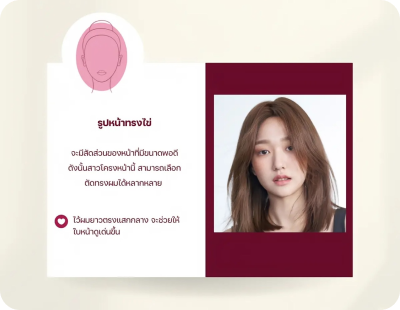 รูปหน้าทรงไข่
จะมีสัดส่วนของหน้าที่มีขนาดพอดี
ดังนั้นสาวโครงหน้านี้ สามารถเลือก
ตัดทรงผมได้หลากหลาย
ไว้ผมยาวตรงแสกกลาง จะช่วยให้
ใบหน้าดูเด่นขึ้น